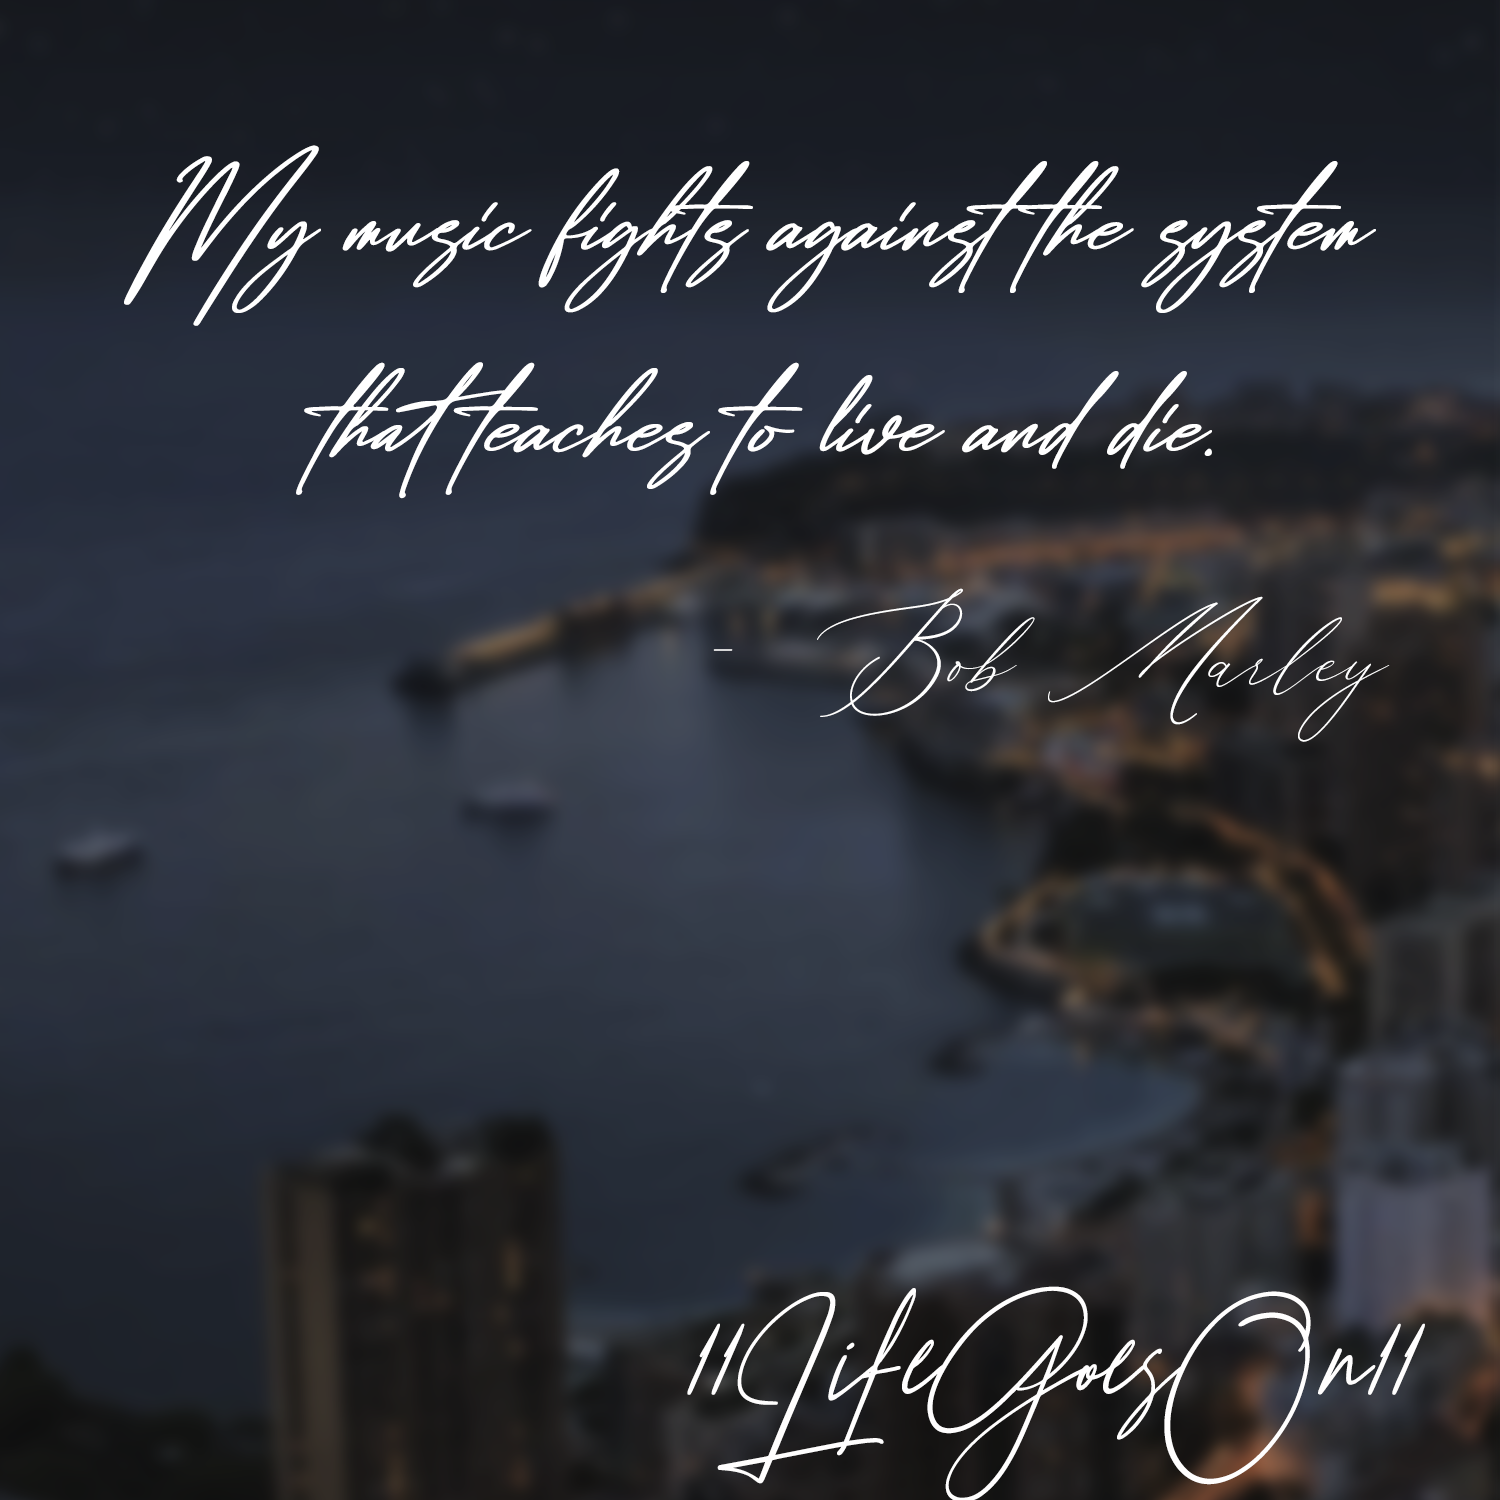 My music fights against the system
that teaches to live and die.
- Bob Marley
11LifeGoesOn11